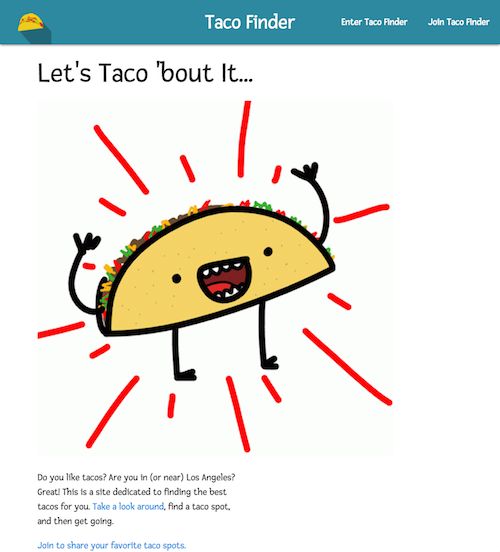 Taco Finder
Enter Taco Finder
Join Taco Finder
Let's Taco 'bout It...
Do you like tacos? Are you in (or near) Los Angeles?
Great! This is a site dedicated to finding the best
tacos for you. Take a look around, find a taco spot,
and then get going.
Join to share your favorite taco spots.